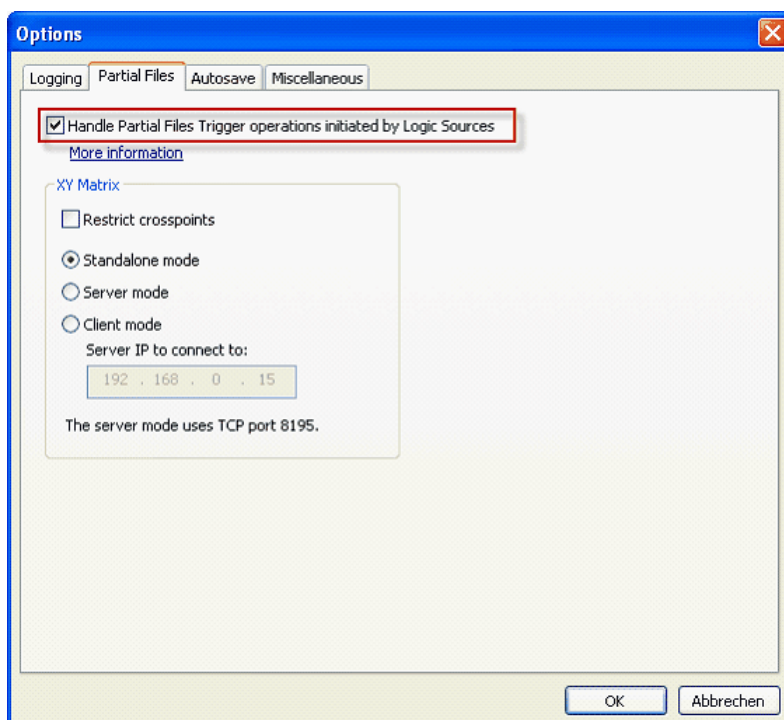 Options
Logging Partial Files Autosave Miscellaneous
Handle Partial Files Trigger operations initiated by Logic Sources
More information
XY Matrix
Restrict crosspoints
Standalone mode
Server mode
Client mode
Server IP to connect to:
192 . 168 . 0 . 15
The server mode uses TCP port 8195.
OK Abbrechen